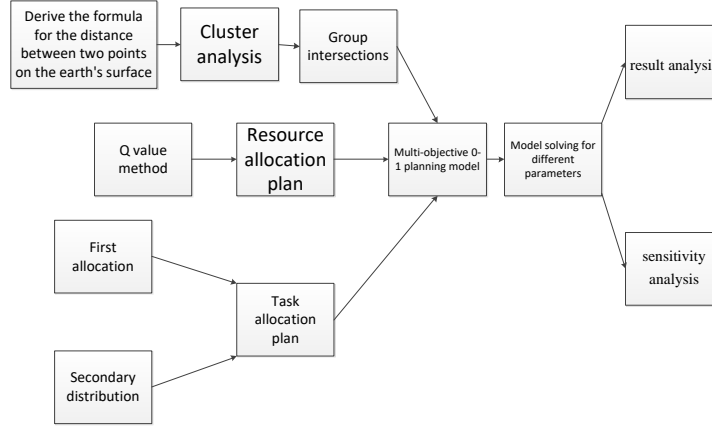 Derive the formula
for the distance
between two points
on the earth's surface
Cluster
analysis
Group
intersections
result analysis
Q value
method
Resource
allocation
plan
Multi-objective 0-
1 planning model
Model solving for
different
parameters
First
allocation
Task
allocation
plan
sensitivity
analysis
Secondary
distribution